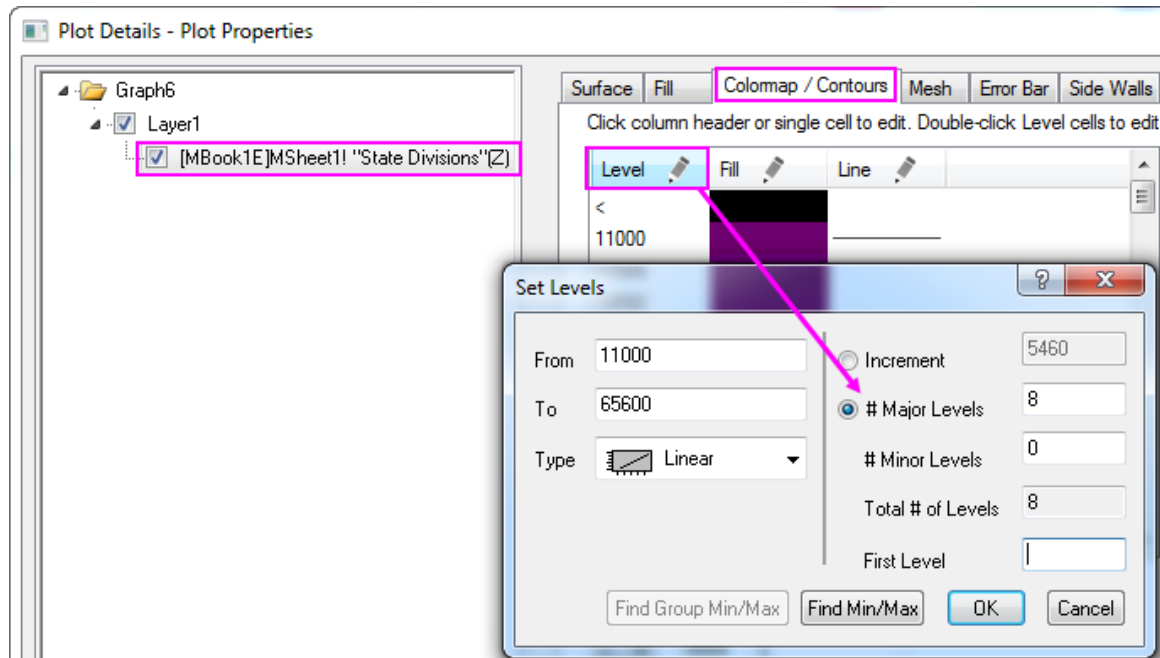 Plot Details - Plot Properties
Graph6
Layer1
[MBook1E]MSheet1! "State Divisions"(Z)
Surface Fill Colormap / Contours Mesh Error Bar Side Walls
Click column header or single cell to edit. Double-click Level cells to edit
Level Fill Line
<
11000
Set Levels ? X
From 11000
To 65600
Type Linear
Increment 5460
# Major Levels 8
# Minor Levels 0
Total # of Levels 8
First Level
Find Group Min/Max Find Min/Max OK Cancel